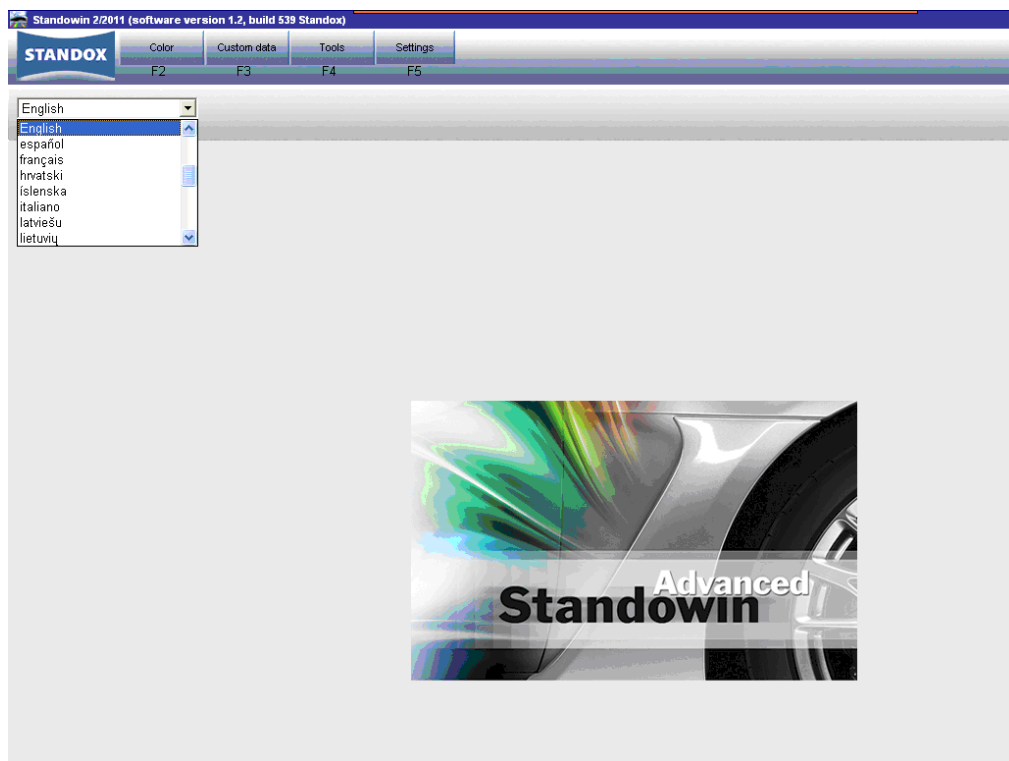 Standowin 2/2011 (software version 1.2, build 539 Standox)
STANDOX
Color Custom data Tools Settings
F2 F3 F4 F5
English
English
español
français
hrvatski
íslenska
italiano
latviešu
lietuvių
Advanced
Standowin